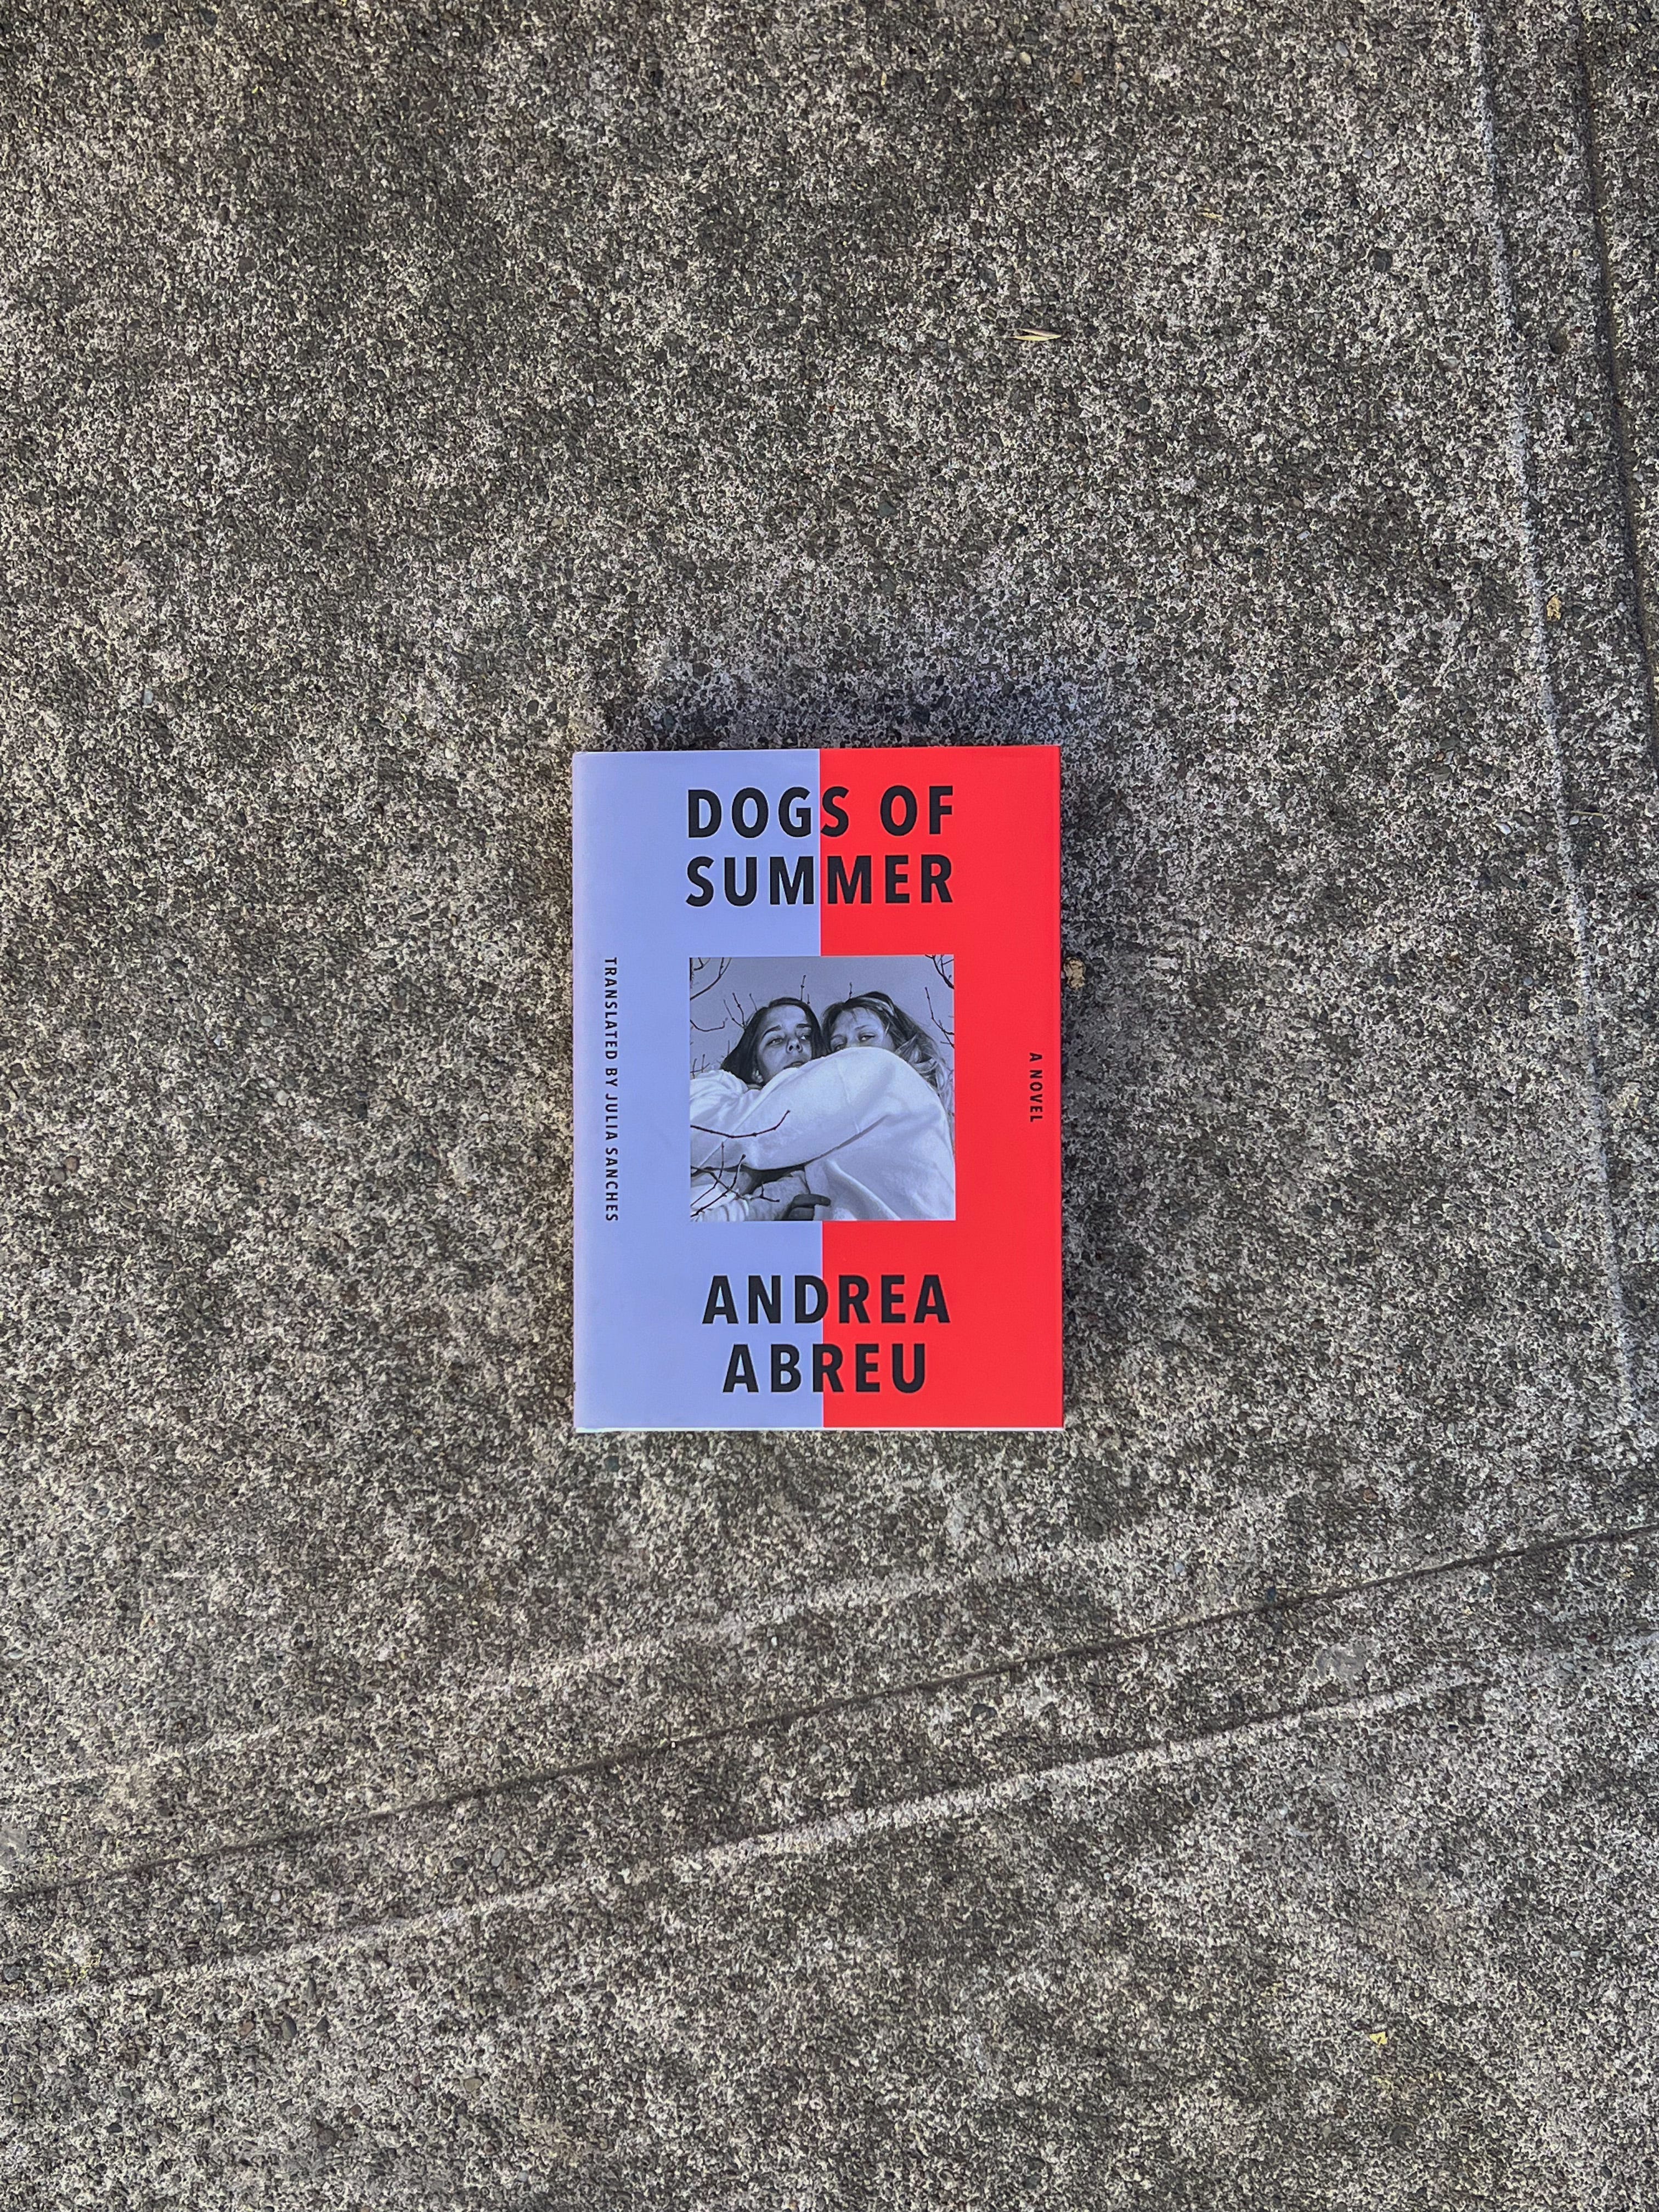 DOGS OF
SUMMER
TRANSLATED BY JULIA SANCHES
A NOVEL
ANDREA
ABREU